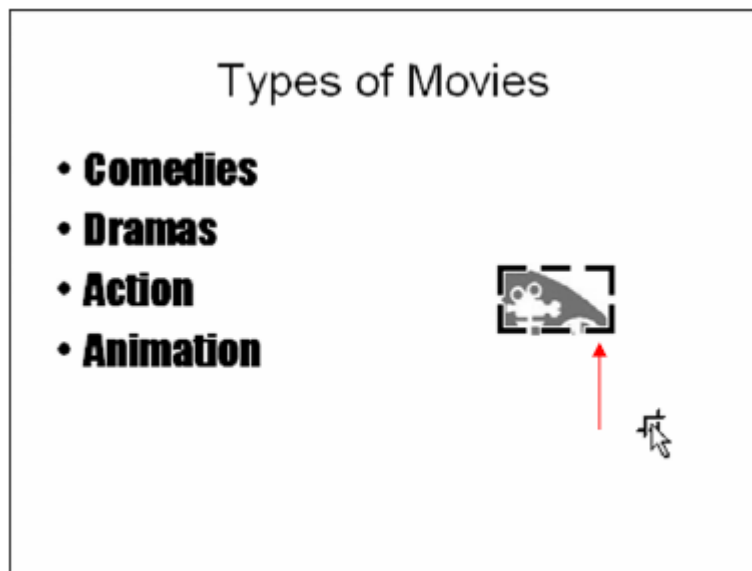 Types of Movies
• Comedies
• Dramas
• Action
• Animation